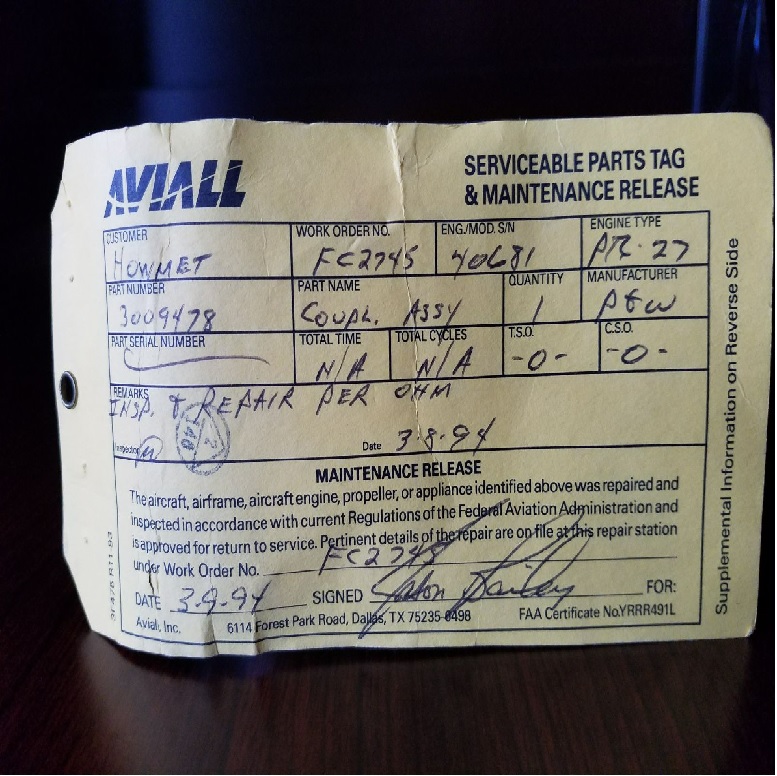 AVIALL
SERVICEABLE PARTS TAG
& MAINTENANCE RELEASE
CUSTOMER WORK ORDER NO. ENG./MOD. S/N ENGINE TYPE
HOWMET FC2745 40681 PT6-27
PART NUMBER PART NAME QUANTITY MANUFACTURER
3009478 COUPL. ASSY 1 P&W
PART SERIAL NUMBER TOTAL TIME TOTAL CYCLES T.S.O. C.S.O.
N/A N/A -0- -0-
REMARKS
INSP. & REPAIR PER OHM
Inspector Date 3-8-94
MAINTENANCE RELEASE
The aircraft, airframe, aircraft engine, propeller, or appliance identified above was repaired and
inspected in accordance with current Regulations of the Federal Aviation Administration and
is approved for return to service. Pertinent details of the repair are on file at this repair station
under Work Order No. FC2745
DATE 3-9-94 SIGNED FOR:
Aviall, Inc. 6114 Forest Park Road, Dallas, TX 75235-6498 FAA Certificate No.YRRR491L
Supplemental Information on Reverse Side